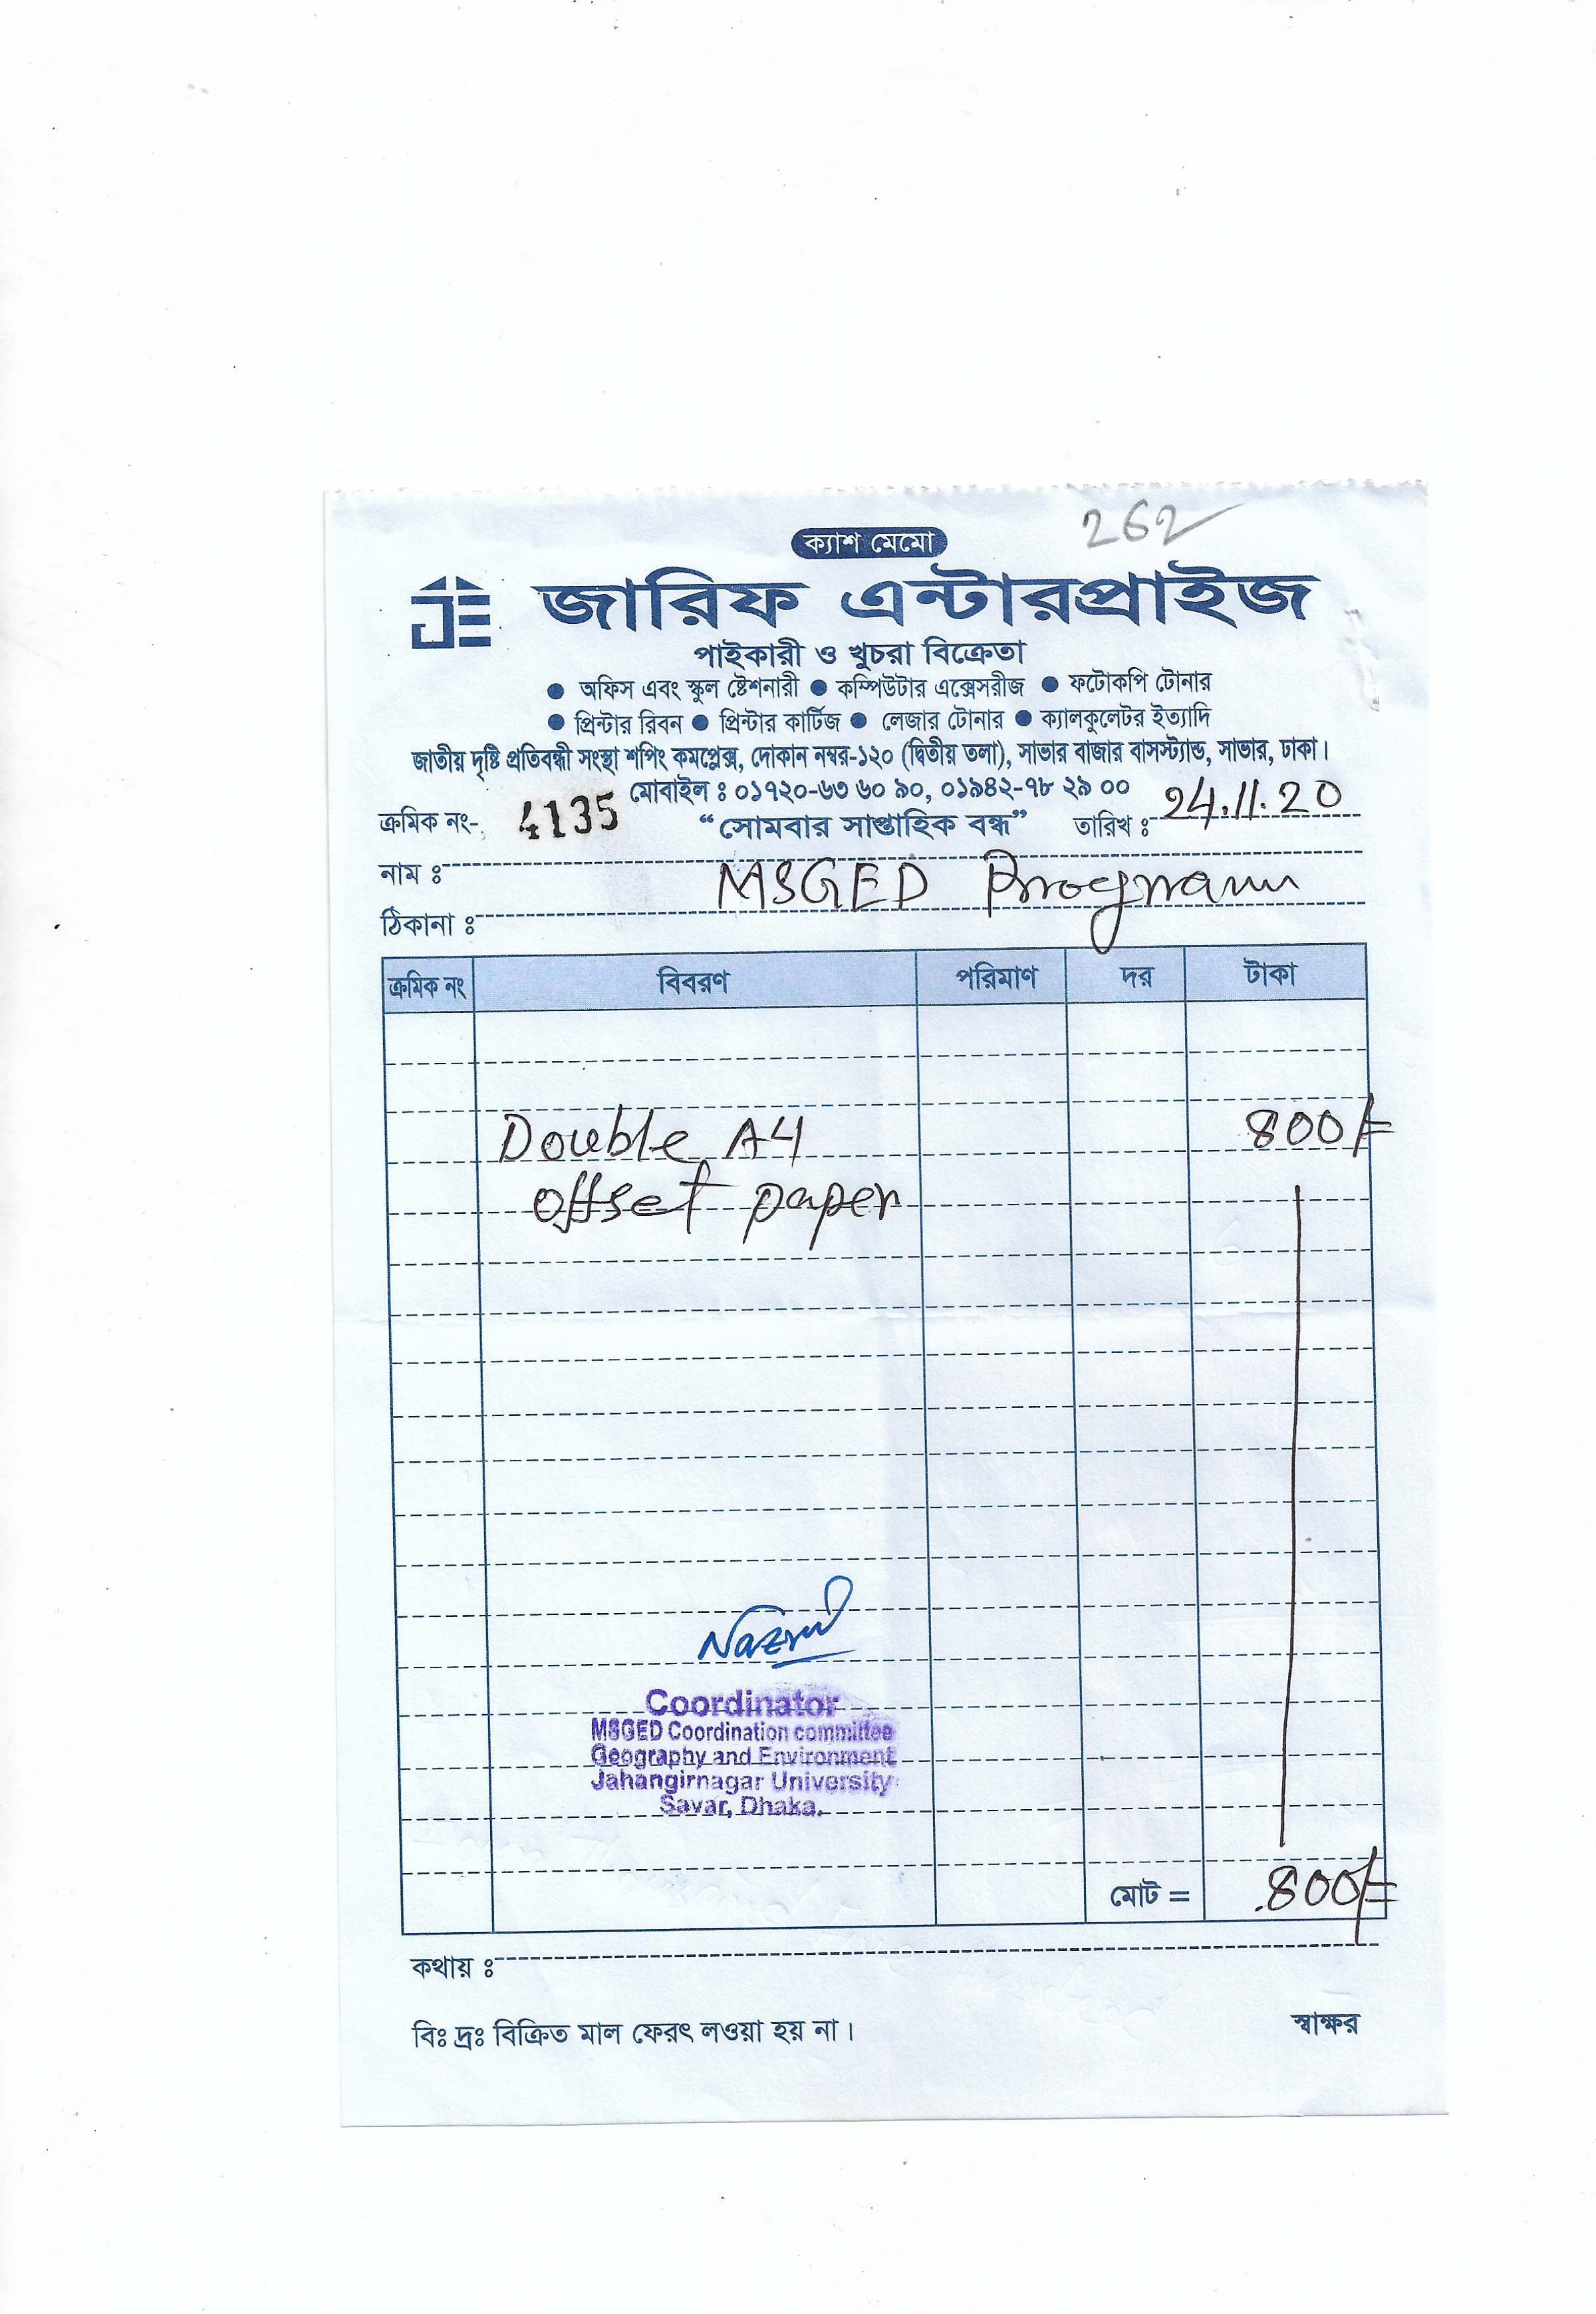 262
ক্যাশ মেমো
JE জারিফ এন্টারপ্রাইজ
পাইকারী ও খুচরা বিক্রেতা
● অফিস এবং স্কুল ষ্টেশনারী ● কম্পিউটার এক্সেসরীজ ● ফটোকপি টোনার
● প্রিন্টার রিবন ● প্রিন্টার কার্টিজ ● লেজার টোনার ● ক্যালকুলেটর ইত্যাদি
জাতীয় দৃষ্টি প্রতিবন্ধী সংস্থা শপিং কমপ্লেক্স, দোকান নম্বর-১২০ (দ্বিতীয় তলা), সাভার বাজার বাসস্ট্যান্ড, সাভার, ঢাকা।
মোবাইল ঃ ০১৭২০-৬৩ ৬০ ৯০, ০১৯৪২-৭৮ ২৯ ০০
ক্রমিক নং- 4135 “সোমবার সাপ্তাহিক বন্ধ” তারিখ ঃ 24.11.20
নাম ঃ MSGED Program
ঠিকানা ঃ
ক্রমিক নং বিবরণ পরিমাণ দর টাকা
Double A4 800/=
offset paper
Nazrul
Coordinator
MSGED Coordination committee
Geography and Environment
Jahangirnagar University
Savar, Dhaka.
মোট = 800/=
কথায় ঃ
বিঃ দ্রঃ বিক্রিত মাল ফেরৎ লওয়া হয় না। স্বাক্ষর